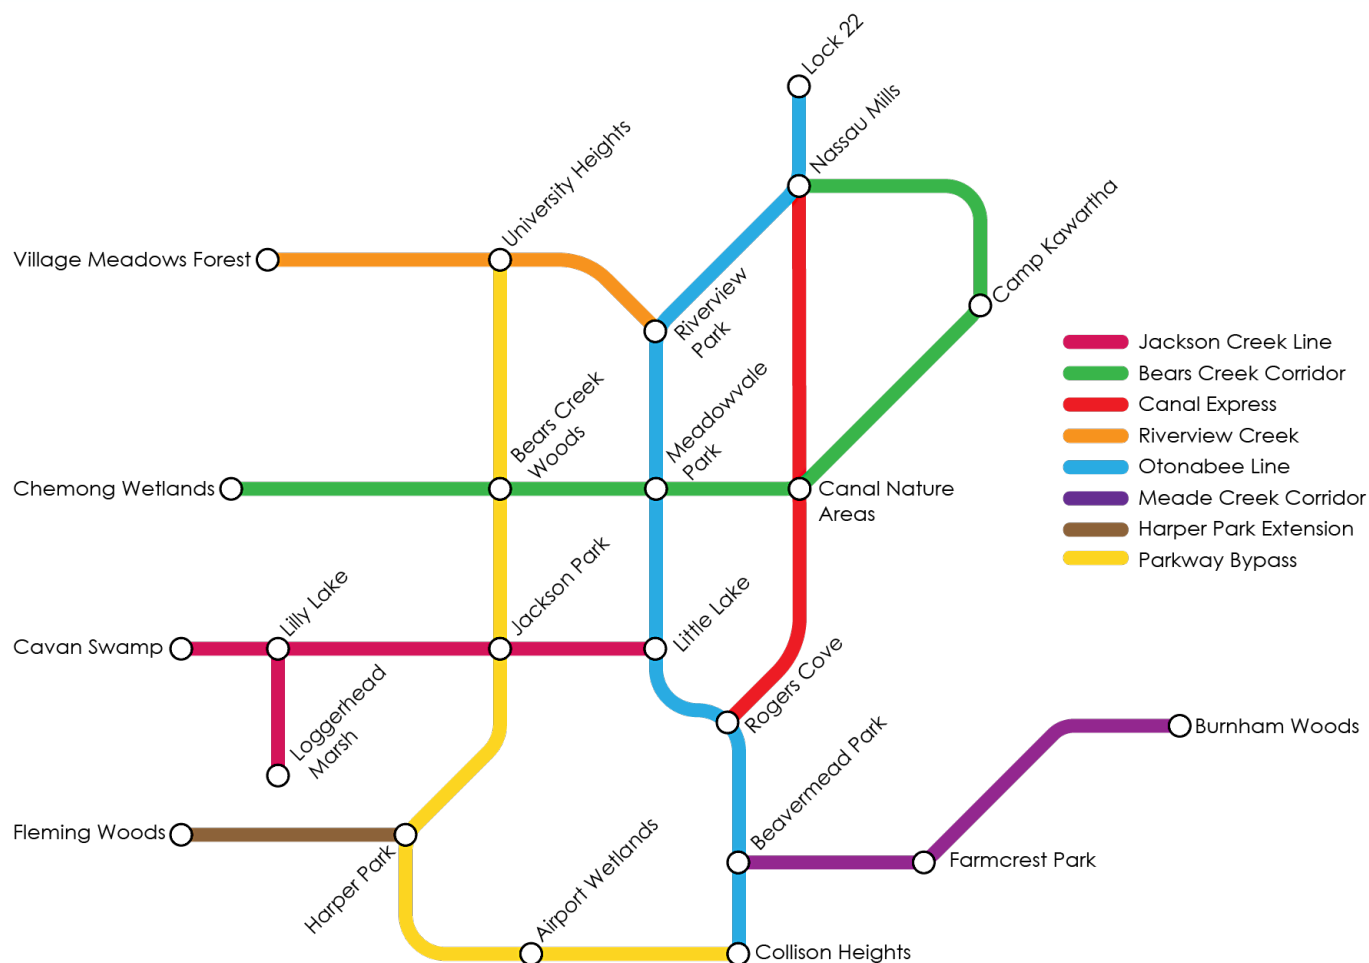 Lock 22
Nassau Mills
University Heights
Camp Kawartha
Village Meadows Forest
Riverview
Park
Jackson Creek Line
Bears Creek Corridor
Canal Express
Riverview Creek
Otonabee Line
Meade Creek Corridor
Harper Park Extension
Parkway Bypass
Bears Creek
Woods
Meadowvale
Park
Chemong Wetlands
Canal Nature
Areas
Lilly Lake
Jackson Park
Little Lake
Cavan Swamp
Rogers Cove
Loggerhead
Marsh
Burnham Woods
Beavermead Park
Fleming Woods
Harper Park
Airport Wetlands
Farmcrest Park
Collison Heights